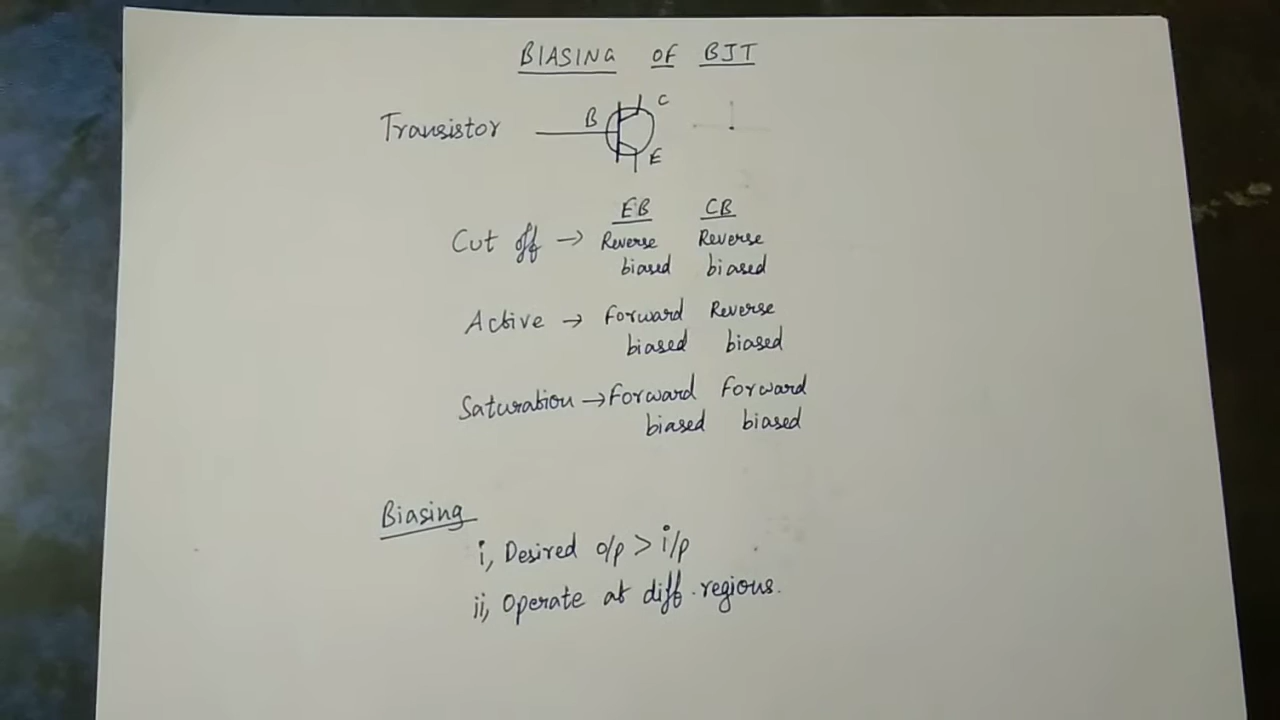 BIASING OF BJT
C
Transistor B
E
EB CB
Cut off → Reverse Reverse
biased biased
Active → Forward Reverse
biased biased
Saturation → Forward Forward
biased biased
Biasing
i, Desired o/p > i/p
ii, Operate at diff. regions.